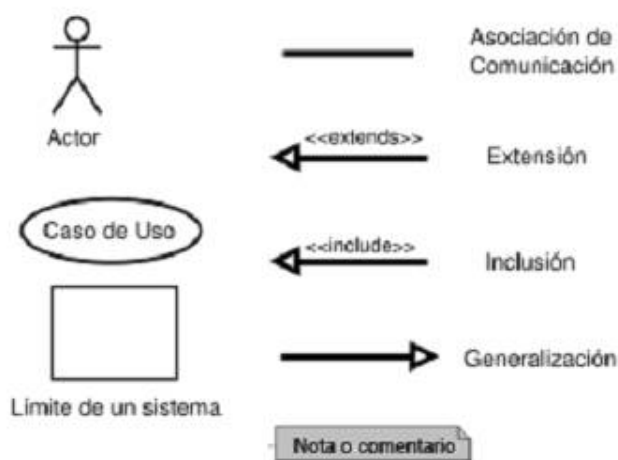 Actor
Asociación de
Comunicación
<<extends>>
Extensión
Caso de Uso
<<include>>
Inclusión
Límite de un sistema
Generalización
Nota o comentario